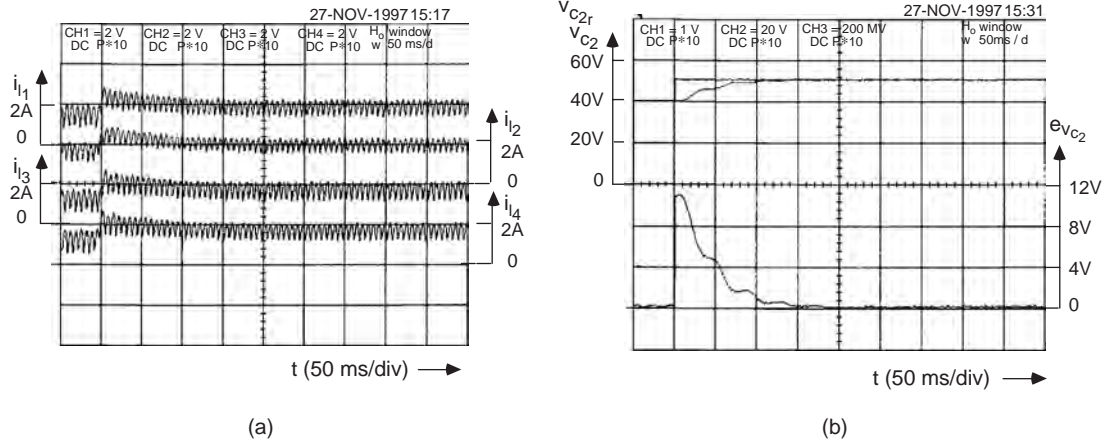 27-NOV-1997 15:17
CH1 = 2 V CH2 = 2 V CH3 = 2 V CH4 = 2 V H₀ window
DC P*10 DC P*10 DC P*10 DC P*10 w 50 ms/d
i_l1
2A
0
i_l3
2A
0
i_l2
2A
0
i_l4
2A
0
t (50 ms/div)
(a)
v_c2r
v_c2
27-NOV-1997 15:31
CH1 = 1 V CH2 = 20 V CH3 = 200 MV H₀ window
DC P*10 DC P*10 DC P*10 w 50ms / d
60V
40V
20V
0
e_vc2
12V
8V
4V
0
t (50 ms/div)
(b)